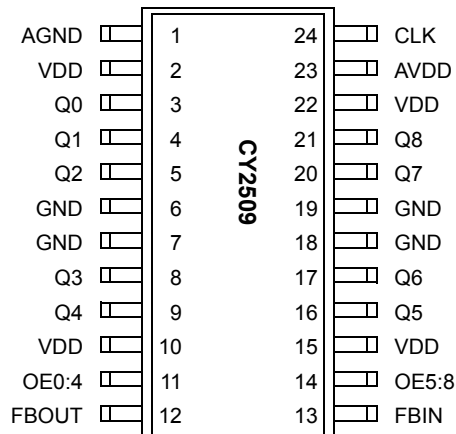 AGND 1 24 CLK
VDD 2 23 AVDD
Q0 3 22 VDD
Q1 4 21 Q8
Q2 5 20 Q7
GND 6 19 GND
GND 7 18 GND
Q3 8 17 Q6
Q4 9 16 Q5
VDD 10 15 VDD
OE0:4 11 14 OE5:8
FBOUT 12 13 FBIN
CY2509